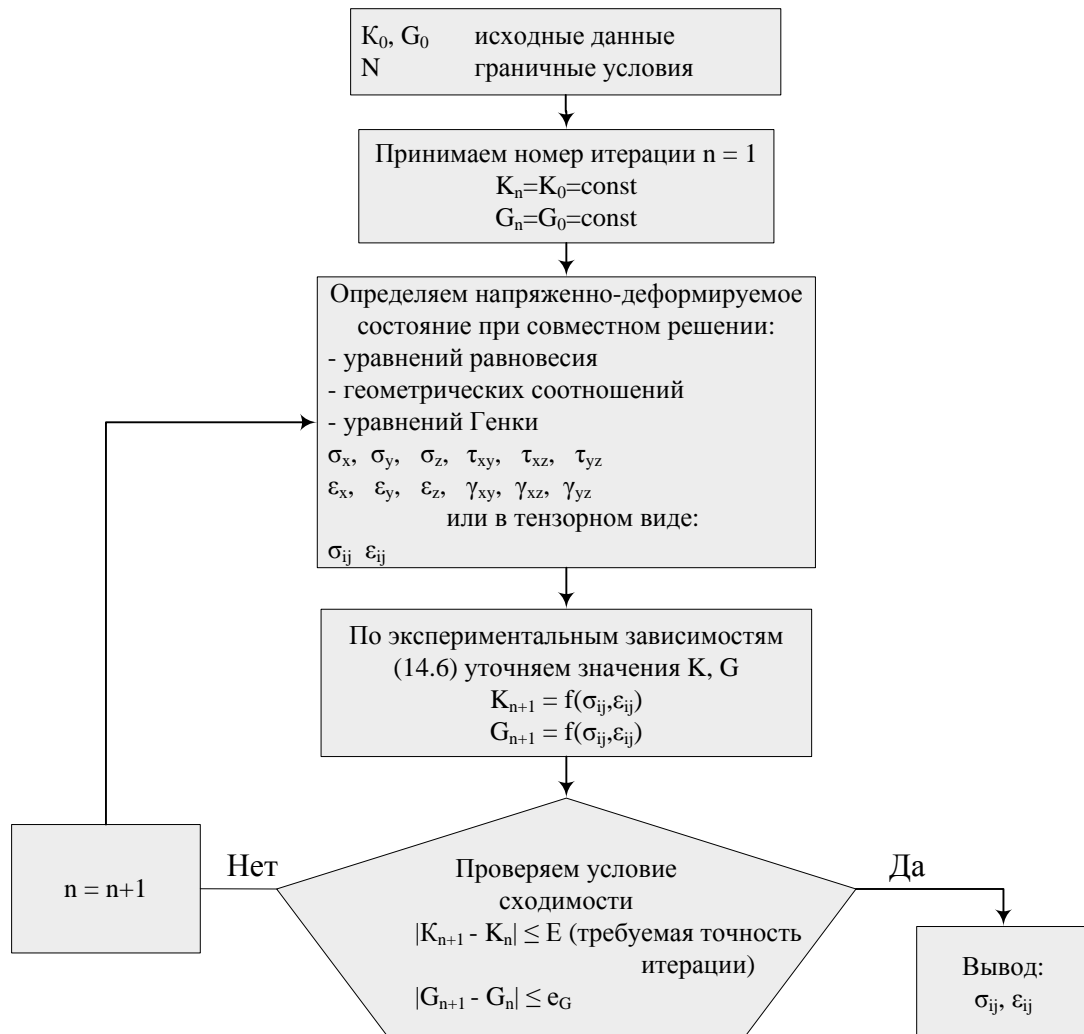 K₀, G₀ исходные данные
N граничные условия
Принимаем номер итерации n = 1
Kₙ=K₀=const
Gₙ=G₀=const
Определяем напряженно-деформируемое
состояние при совместном решении:
- уравнений равновесия
- геометрических соотношений
- уравнений Генки
σx, σy, σz, τxy, τxz, τyz
εx, εy, εz, γxy, γxz, γyz
или в тензорном виде:
σij εij
По экспериментальным зависимостям
(14.6) уточняем значения K, G
Kn+1 = f(σij,εij)
Gn+1 = f(σij,εij)
n = n+1
Нет
Проверяем условие
сходимости
|Kn+1 - Kn| ≤ E (требуемая точность
итерации)
|Gn+1 - Gn| ≤ eG
Да
Вывод:
σij, εij